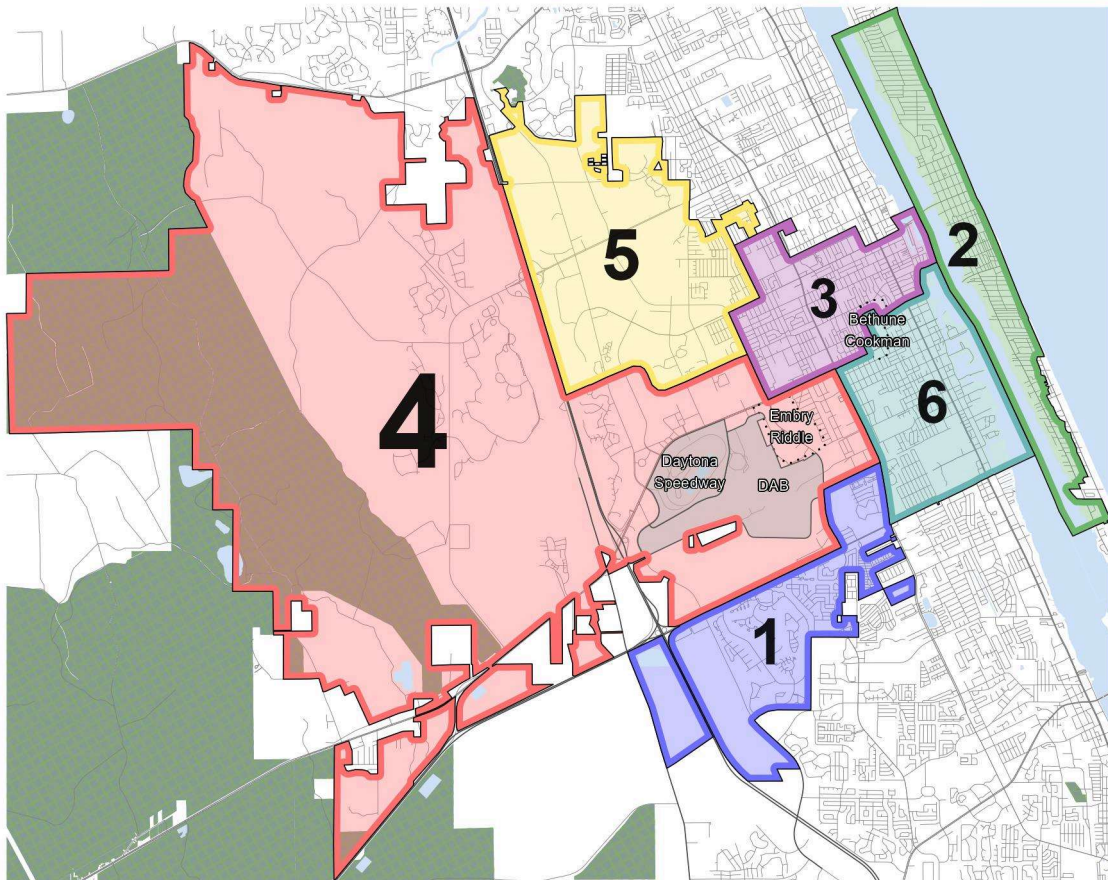 2
5
3
Bethune
Cookman
4
6
Embry
Riddle
Daytona
Speedway
DAB
1